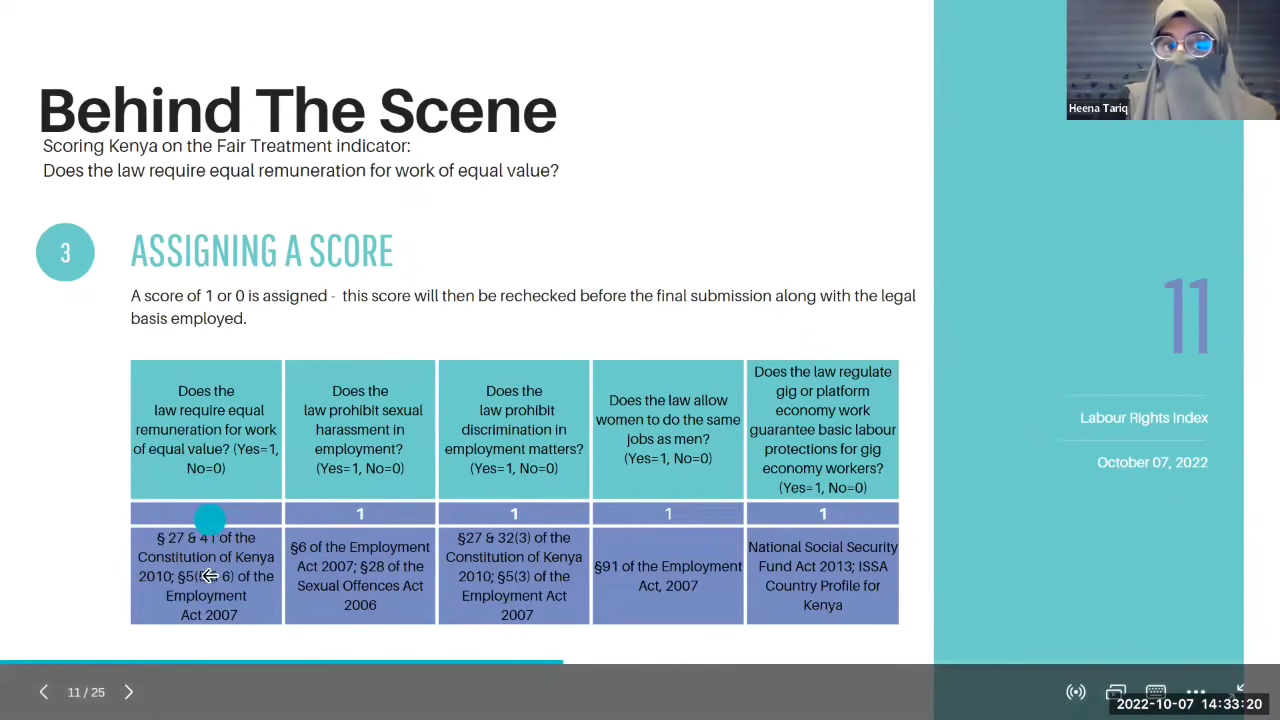 Heena Tariq
Behind The Scene
Scoring Kenya on the Fair Treatment indicator:
Does the law require equal remuneration for work of equal value?
3
ASSIGNING A SCORE
A score of 1 or 0 is assigned - this score will then be rechecked before the final submission along with the legal
basis employed.
Does the
law require equal
remuneration for work
of equal value? (Yes=1,
No=0)
Does the
law prohibit sexual
harassment in
employment?
(Yes=1, No=0)
Does the
law prohibit
discrimination in
employment matters?
(Yes=1, No=0)
Does the law allow
women to do the same
jobs as men?
(Yes=1, No=0)
Does the law regulate
gig or platform
economy work
guarantee basic labour
protections for gig
economy workers?
(Yes=1, No=0)
1
1
1
1
§ 27 & 41 of the
Constitution of Kenya
2010; 6) of the
Employment
Act 2007
§6 of the Employment
Act 2007; §28 of the
Sexual Offences Act
2006
§27 & 32(3) of the
Constitution of Kenya
2010; §5(3) of the
Employment Act
2007
§91 of the Employment
Act, 2007
National Social Security
Fund Act 2013; ISSA
Country Profile for
Kenya
11
Labour Rights Index
October 07, 2022
11 / 25
2022-10-07 14:33:20